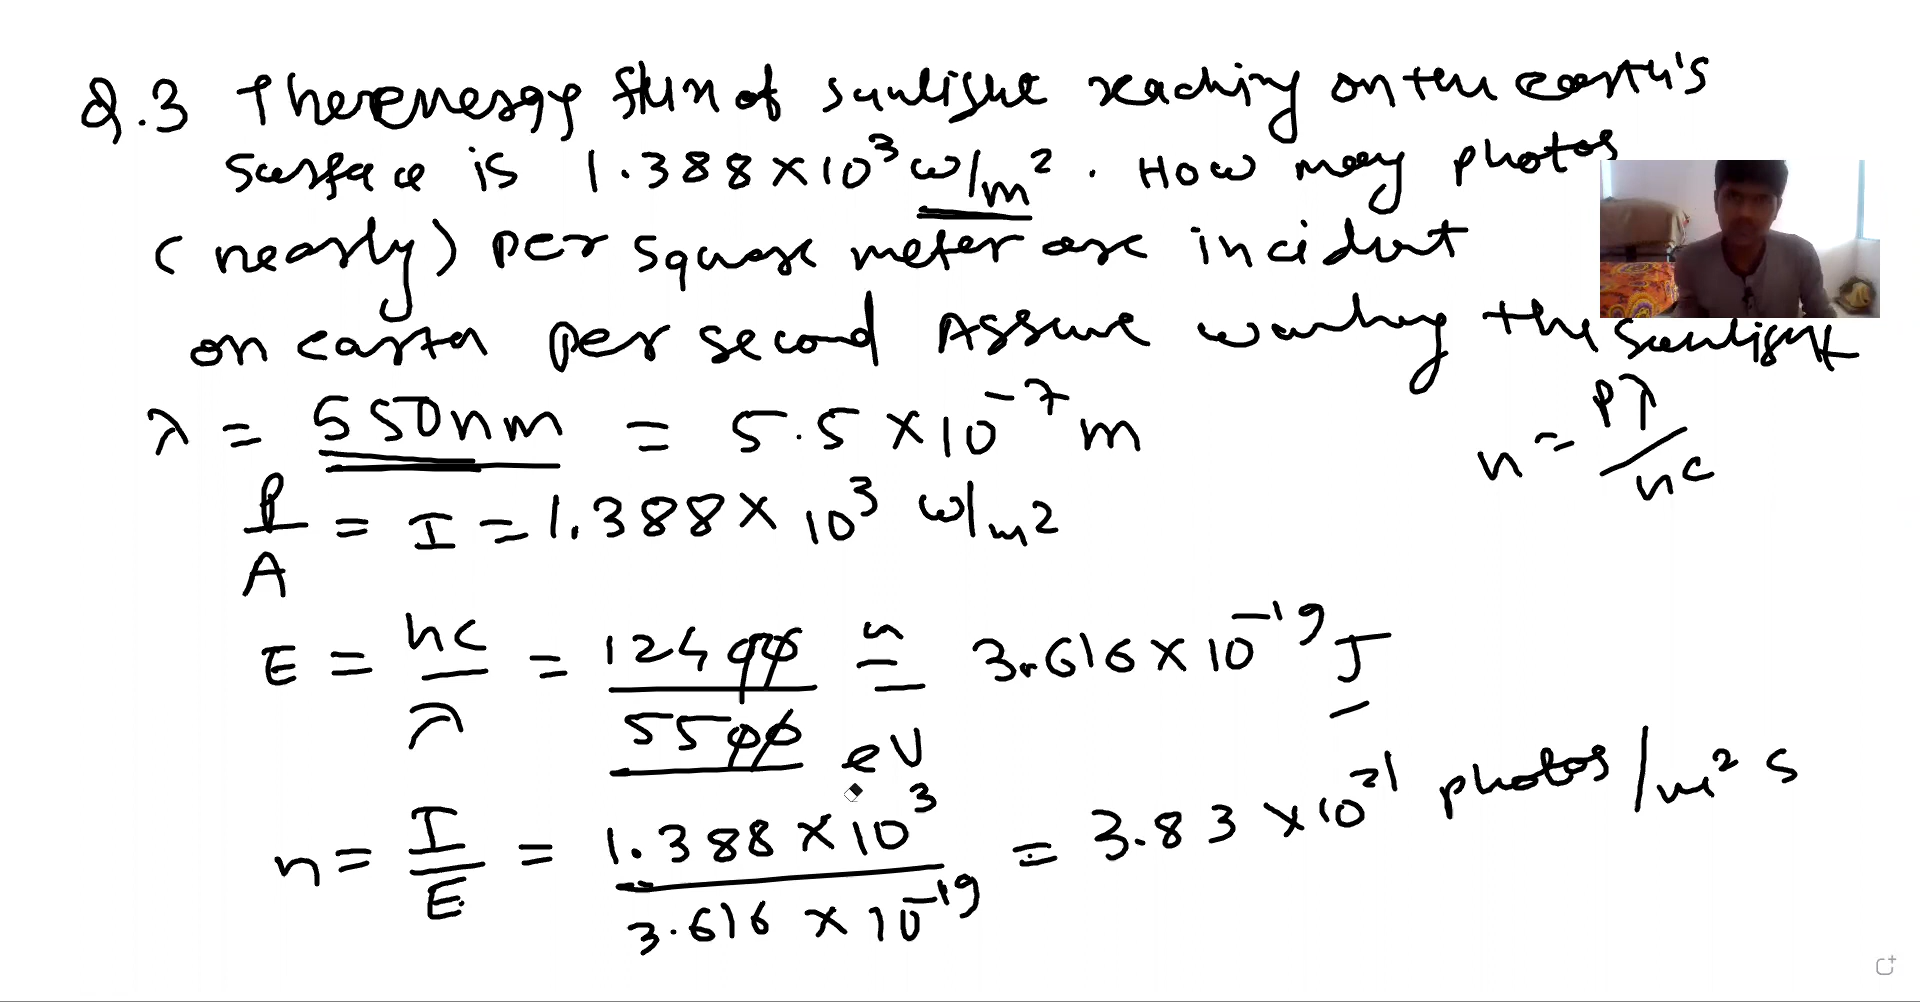 Q.3 The energy flux of sunlight reaching on the earth's
surface is 1.388×10³ w/m². How many photos
(nearly) per square meter are incident
on earth per second Assume the sunlight
λ = 550nm = 5.5×10⁻⁷ m
n = Pλ/hc
P/A = I = 1.388×10³ w/m²
E = hc/λ = 12400/5500 eV ≈ 3.616×10⁻¹⁹ J
n = I/E = 1.388×10³/3.616×10⁻¹⁹ = 3.83×10²¹ photos/m² s